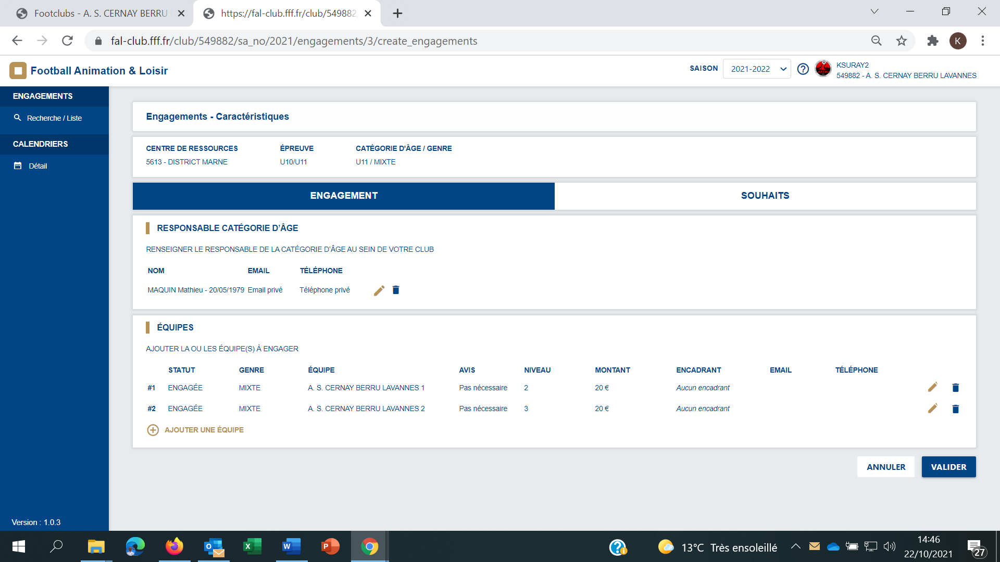 Footclubs - A. S. CERNAY BERRU
https://fal-club.fff.fr/club/549882
fal-club.fff.fr/club/549882/sa_no/2021/engagements/3/create_engagements
K
Football Animation & Loisir
SAISON
2021-2022
KSURAY2
549882 - A. S. CERNAY BERRU LAVANNES
ENGAGEMENTS
Recherche / Liste
CALENDRIERS
Détail
Engagements - Caractéristiques
CENTRE DE RESSOURCES ÉPREUVE CATÉGORIE D'ÂGE / GENRE
5613 - DISTRICT MARNE U10/U11 U11 / MIXTE
ENGAGEMENT SOUHAITS
RESPONSABLE CATÉGORIE D’ÂGE
RENSEIGNER LE RESPONSABLE DE LA CATÉGORIE D’ÂGE AU SEIN DE VOTRE CLUB
NOM EMAIL TÉLÉPHONE
MAQUIN Mathieu - 20/05/1979 Email privé Téléphone privé
ÉQUIPES
AJOUTER LA OU LES ÉQUIPE(S) À ENGAGER
STATUT GENRE ÉQUIPE AVIS NIVEAU MONTANT ENCADRANT EMAIL TÉLÉPHONE
#1 ENGAGÉE MIXTE A. S. CERNAY BERRU LAVANNES 1 Pas nécessaire 2 20 € Aucun encadrant
#2 ENGAGÉE MIXTE A. S. CERNAY BERRU LAVANNES 2 Pas nécessaire 3 20 € Aucun encadrant
AJOUTER UNE ÉQUIPE
ANNULER VALIDER
Version : 1.0.3
13°C Très ensoleillé
14:46
22/10/2021
27